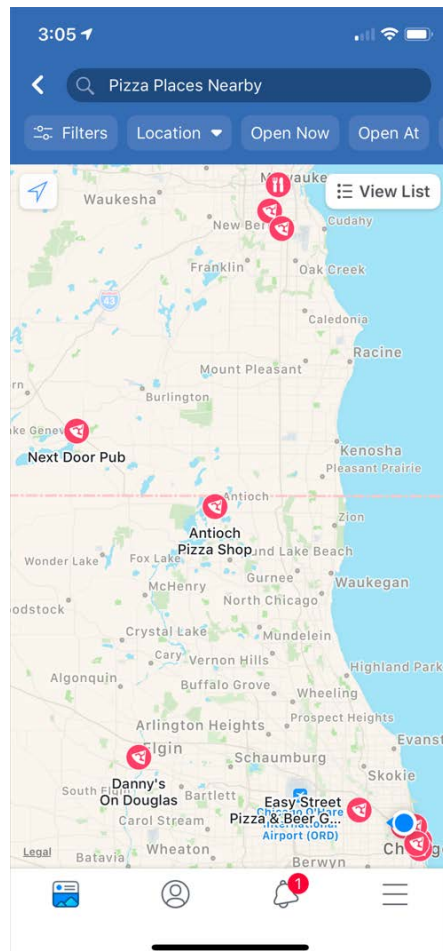 3:05
Pizza Places Nearby
Filters
Location
Open Now
Open At
View List
Waukesha
New Ber
Cudahy
Franklin
Oak Creek
43
Caledonia
Racine
Mount Pleasant
Burlington
Next Door Pub
Kenosha
Pleasant Prairie
Antioch
Antioch
Pizza Shop
Zion
Wonder Lake
Fox Lake
und Lake Beach
Gurnee
Waukegan
McHenry
North Chicago
odstock
Crystal Lake
Mundelein
Cary
Vernon Hills
Highland Park
Algonquin
Buffalo Grove
Wheeling
Arlington Heights
Prospect Heights
Evanst
Elgin
Schaumburg
Skokie
South Elgin
Danny's
On Douglas
Bartlett
Easy Street
Pizza & Beer G...
Chicago O'Hare
International
Airport (ORD)
Carol Stream
Legal
Batavia
Wheaton
Berwyn
1